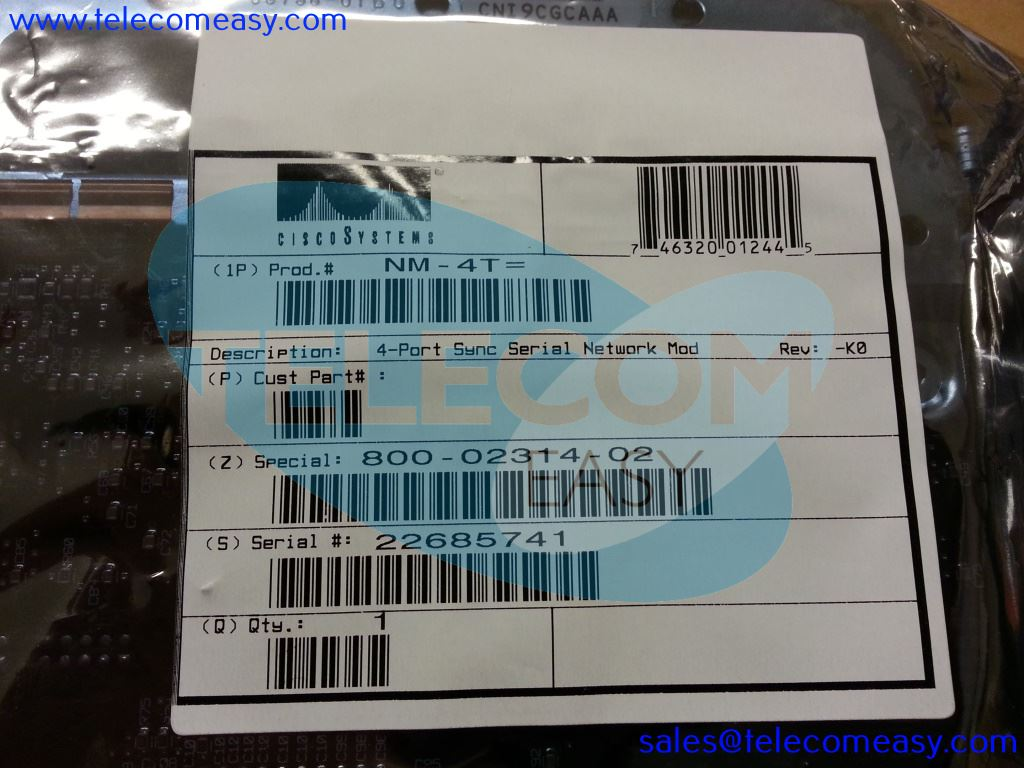 CNI9CGCAAA
www.telecomeasy.com
CISCO SYSTEMS
7 46320 01244 5
(1P) Prod.# NM-4T=
Description: 4-Port Sync Serial Network Mod Rev: -K0
(P) Cust Part# :
TELECOM
(Z) Special: 800-02314-02
EASY
(S) Serial #: 22685741
(Q) Qty.: 1
sales@telecomeasy.com